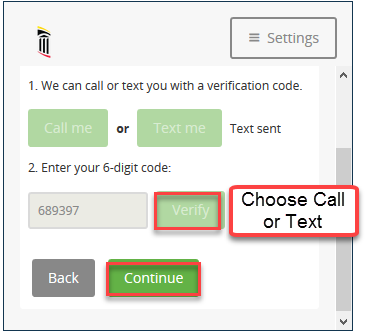 ≡ Settings
1. We can call or text you with a verification code.
Call me or Text me Text sent
2. Enter your 6-digit code:
689397 Verify
Choose Call
or Text
Back Continue